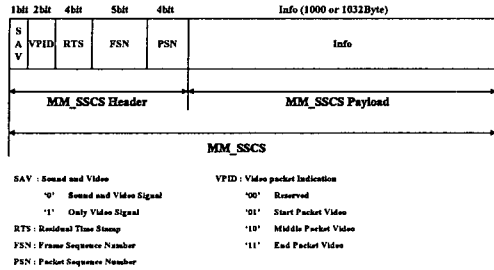 1bit 2bit 4bit 5bit 4bit Info (1000 or 1032Byte)
SAV VPID RTS FSN PSN Info
MM_SSCS Header MM_SSCS Payload
MM_SSCS
SAV : Sound and Video VPID : Video packet Indication
'0' Sound and Video Signal '00' Reserved
'1' Only Video Signal '01' Start Packet Video
RTS : Residual Time Stamp '10' Middle Packet Video
FSN : Frame Sequence Number '11' End Packet Video
PSN : Packet Sequence Number